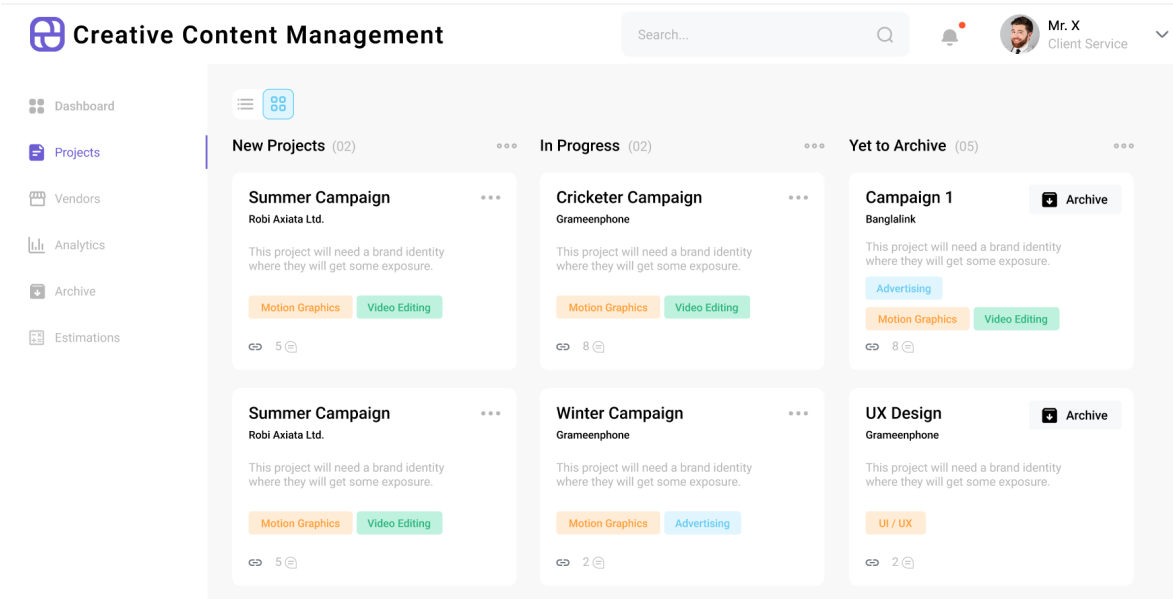 Creative Content Management
Search...
Mr. X
Client Service
Dashboard
Projects
Vendors
Analytics
Archive
Estimations
New Projects (02)
Summer Campaign
Robi Axiata Ltd.
This project will need a brand identity
where they will get some exposure.
Motion Graphics
Video Editing
5
Summer Campaign
Robi Axiata Ltd.
This project will need a brand identity
where they will get some exposure.
Motion Graphics
Video Editing
5
In Progress (02)
Cricketer Campaign
Grameenphone
This project will need a brand identity
where they will get some exposure.
Motion Graphics
Video Editing
8
Winter Campaign
Grameenphone
This project will need a brand identity
where they will get some exposure.
Motion Graphics
Advertising
2
Yet to Archive (05)
Campaign 1
Archive
Banglalink
This project will need a brand identity
where they will get some exposure.
Advertising
Motion Graphics
Video Editing
8
UX Design
Archive
Grameenphone
This project will need a brand identity
where they will get some exposure.
UI / UX
2